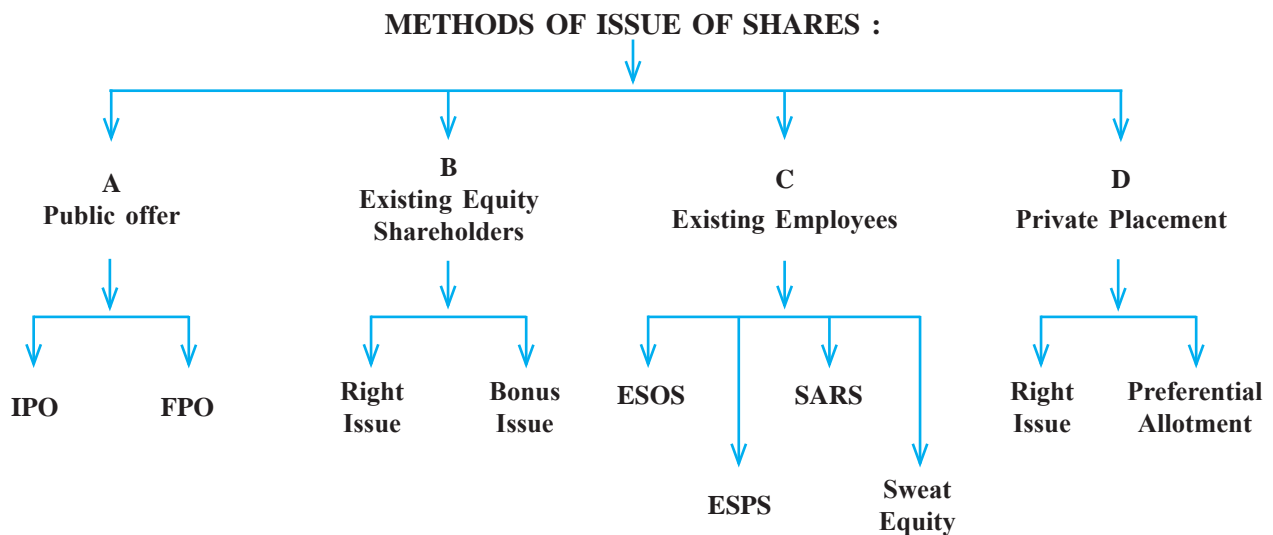 METHODS OF ISSUE OF SHARES :
A
Public offer
B
Existing Equity
Shareholders
C
Existing Employees
D
Private Placement
IPO
FPO
Right
Issue
Bonus
Issue
ESOS
ESPS
SARS
Sweat
Equity
Right
Issue
Preferential
Allotment